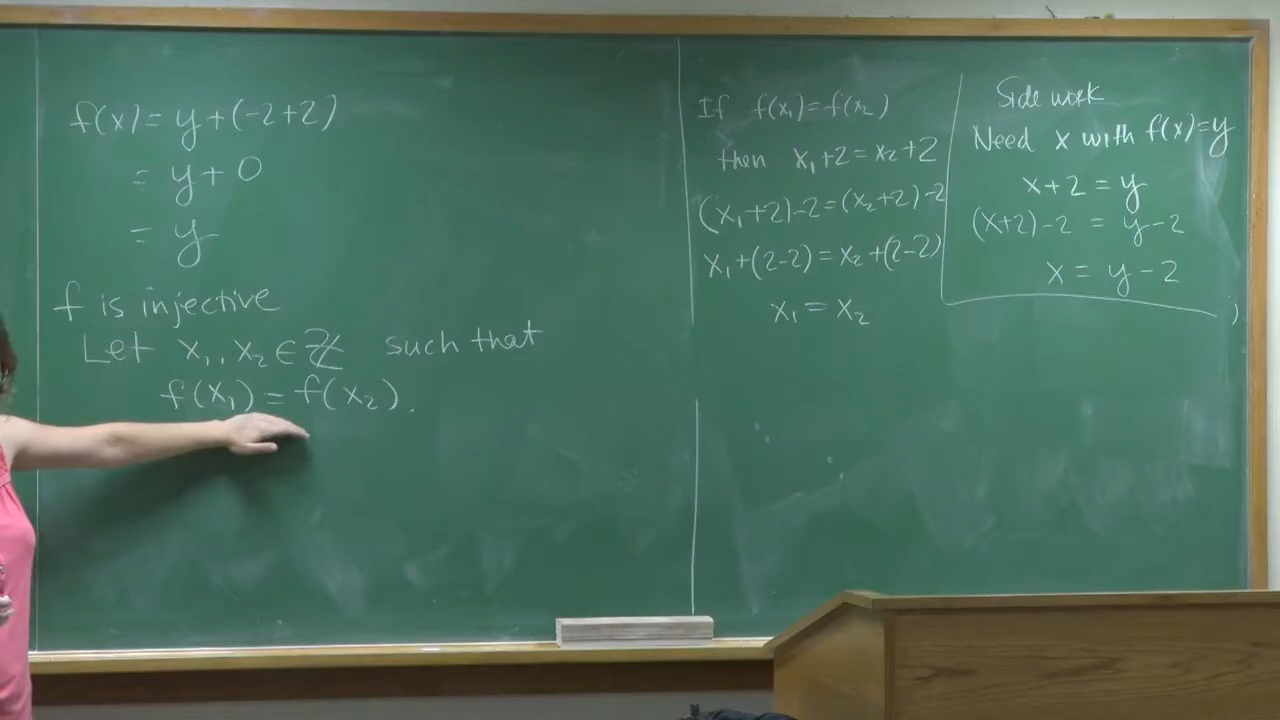 f(x) = y + (-2+2)
= y + 0
= y
f is injective
Let x₁, x₂ ∈ ℤ such that
f(x₁) = f(x₂).
If f(x₁) = f(x₂)
then x₁+2 = x₂+2
(x₁+2)-2 = (x₂+2)-2
x₁+(2-2) = x₂+(2-2)
x₁ = x₂
Side work
Need x with f(x)=y
x+2 = y
(x+2)-2 = y-2
x = y-2